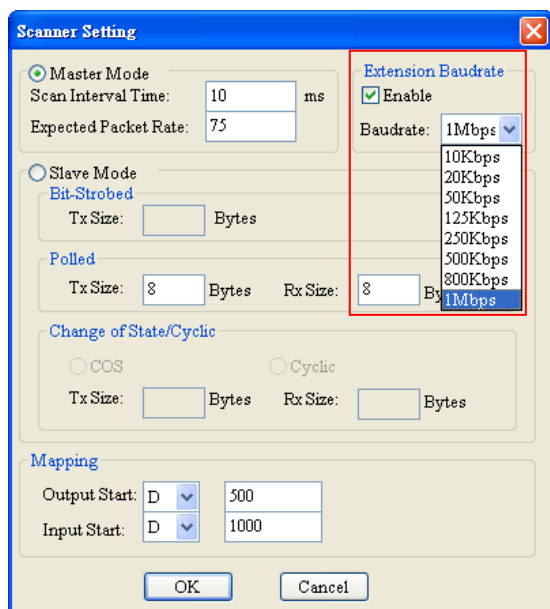 Scanner Setting
Master Mode
Scan Interval Time: 10 ms
Expected Packet Rate: 75
Extension Baudrate
Enable
Baudrate: 1Mbps
10Kbps
20Kbps
50Kbps
125Kbps
250Kbps
500Kbps
800Kbps
1Mbps
Slave Mode
Bit-Strobed
Tx Size: Bytes
Polled
Tx Size: 8 Bytes Rx Size: 8 By
Change of State/Cyclic
COS Cyclic
Tx Size: Bytes Rx Size: Bytes
Mapping
Output Start: D 500
Input Start: D 1000
OK Cancel